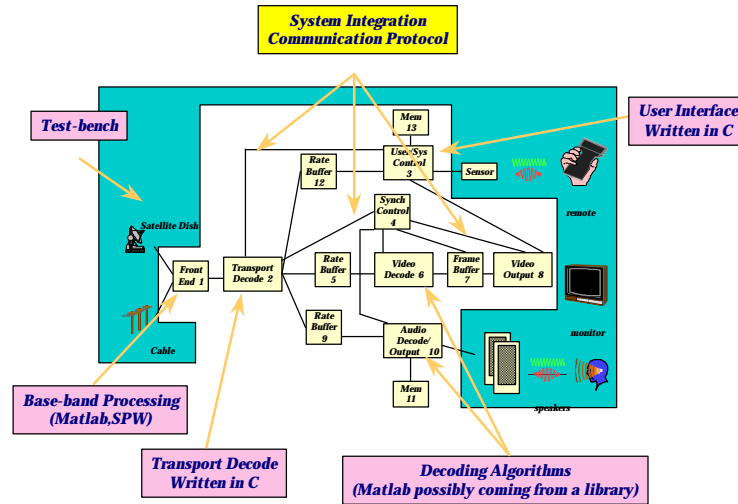 System Integration
Communication Protocol
Test-bench
User Interface
Written in C
Mem
13
User/Sys
Control
3
Sensor
Rate
Buffer
12
Synch
Control
4
remote
Satellite Dish
Front
End 1
Transport
Decode 2
Rate
Buffer
5
Video
Decode 6
Frame
Buffer
7
Video
Output 8
Rate
Buffer
9
Audio
Decode/
Output 10
monitor
Cable
Mem
11
speakers
Base-band Processing
(Matlab,SPW)
Transport Decode
Written in C
Decoding Algorithms
(Matlab possibly coming from a library)